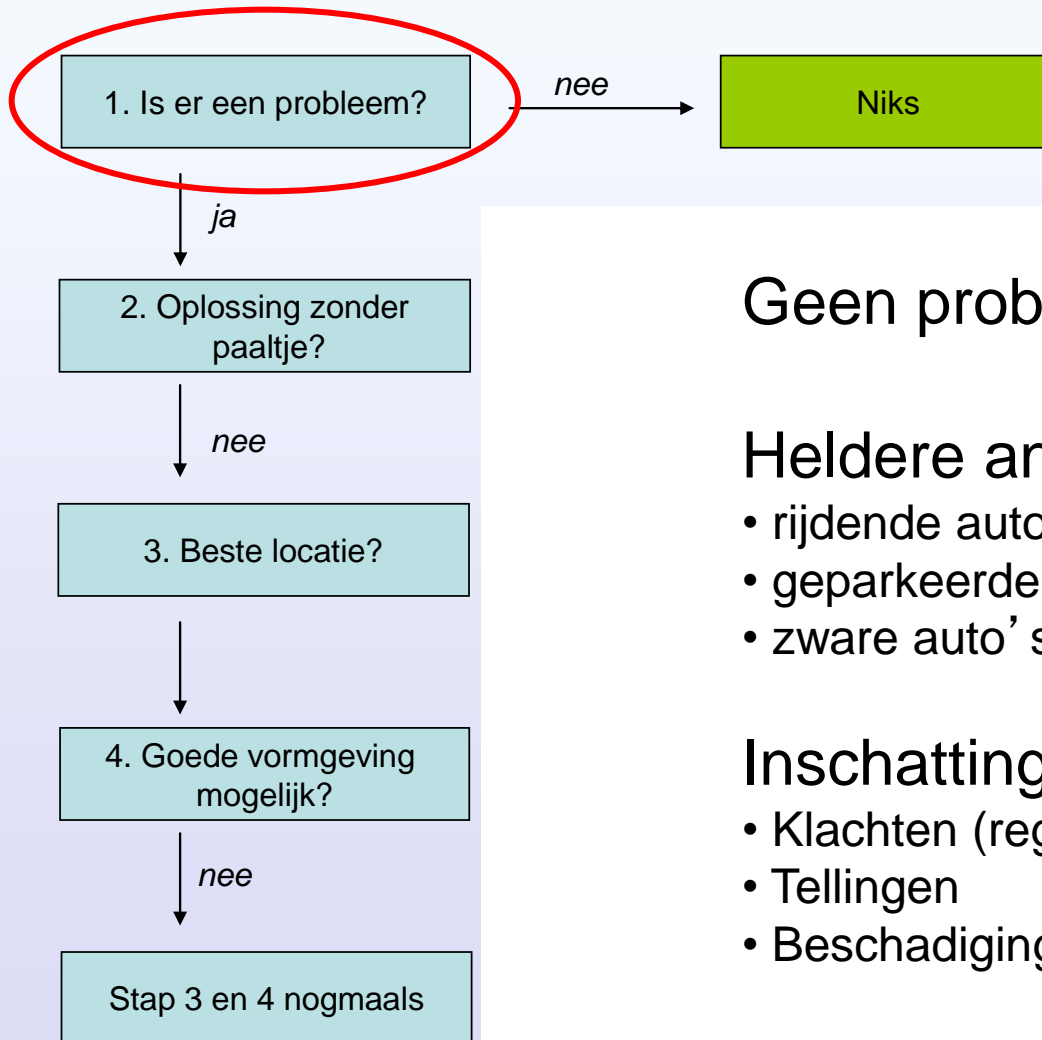 1. Is er een probleem?
nee
Niks
ja
2. Oplossing zonder
paaltje?
nee
3. Beste locatie?
4. Goede vormgeving
mogelijk?
nee
Stap 3 en 4 nogmaals
Geen prob
Heldere
• rijdende auto
• geparkeerde
• zware auto's
Inschatting
• Klachten (reg
• Tellingen
• Beschadiging